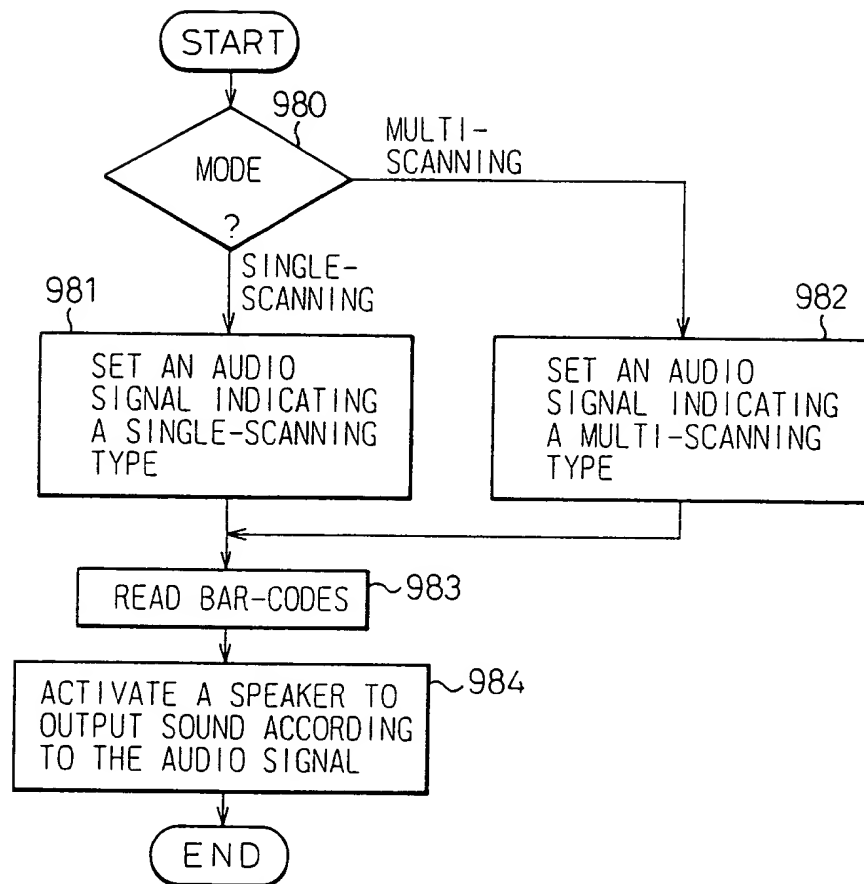 START
980
MODE
?
MULTI-
SCANNING
SINGLE-
SCANNING
981
SET AN AUDIO
SIGNAL INDICATING
A SINGLE-SCANNING
TYPE
982
SET AN AUDIO
SIGNAL INDICATING
A MULTI-SCANNING
TYPE
READ BAR-CODES
983
ACTIVATE A SPEAKER TO
OUTPUT SOUND ACCORDING
TO THE AUDIO SIGNAL
984
END